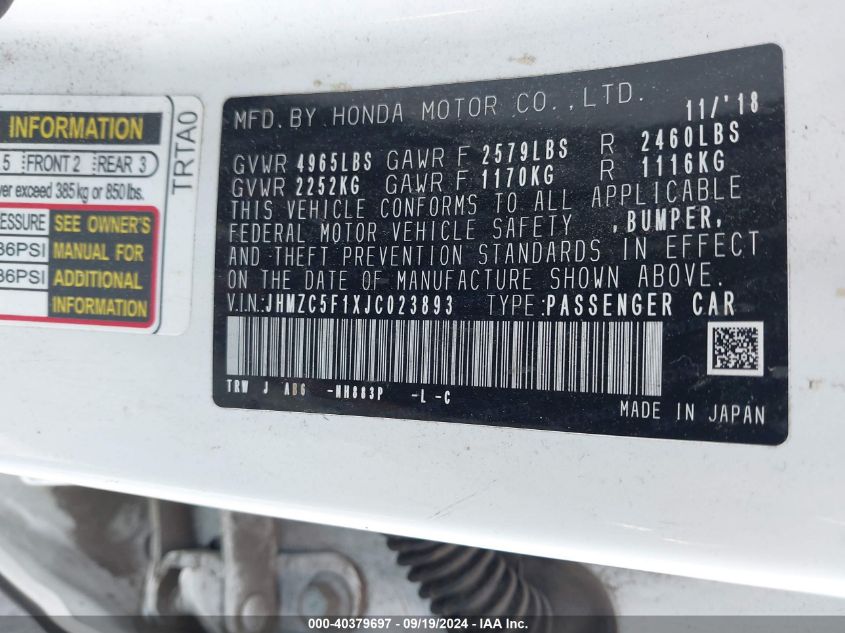 INFORMATION
5 FRONT 2 REAR 3
ver exceed 385 kg or 850 lbs.
RESSURE SEE OWNER'S
36PSI MANUAL FOR
36PSI ADDITIONAL
INFORMATION
TRTA0
MFD. BY HONDA MOTOR CO., LTD. 11/'18
GVWR 4965LBS GAWR F 2579LBS R 2460LBS
GVWR 2252KG GAWR F 1170KG R 1116KG
THIS VEHICLE CONFORMS TO ALL APPLICABLE
FEDERAL MOTOR VEHICLE SAFETY ,BUMPER,
AND THEFT PREVENTION STANDARDS IN EFFECT
ON THE DATE OF MANUFACTURE SHOWN ABOVE.
V.IN:JHMZC5F1XJC023893 TYPE:PASSENGER CAR
TRW J AB6 -NH883P -L -C
MADE IN JAPAN
000-40379697 - 09/19/2024 - IAA Inc.